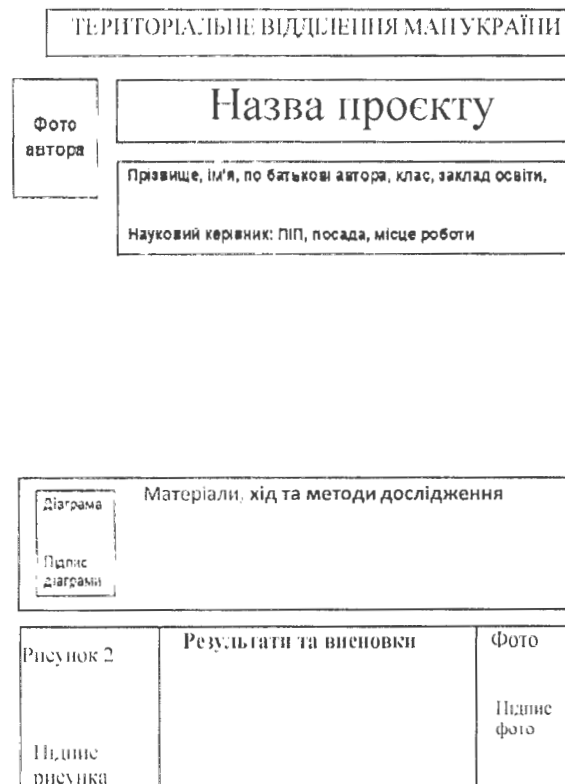 ТЕРИТОРІАЛЬНЕ ВІДДІЛЕННЯ МАН УКРАЇНИ
Назва проєкту
Фото
автора
Прізвище, ім'я, по батькові автора, клас, заклад освіти,
Науковий керівник: ПІП, посада, місце роботи
Матеріали, хід та методи дослідження
Діаграма
Підпис
діаграми
Результати та висновки
Рисунок 2
Підпис
рисунка
Фото
Підпис
фото